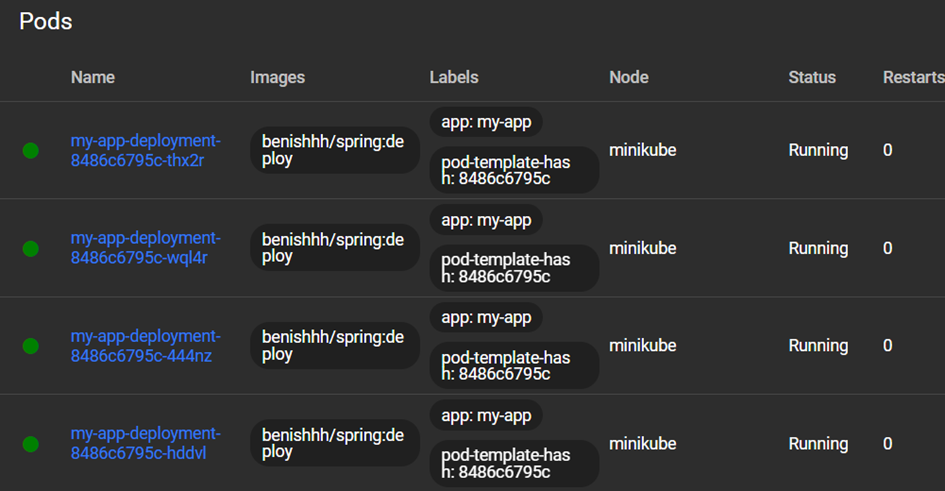 Pods
Name Images Labels Node Status Restarts
my-app-deployment-
8486c6795c-thx2r
benishhh/spring:de
ploy
app: my-app
pod-template-has
h: 8486c6795c
minikube
Running
0
my-app-deployment-
8486c6795c-wql4r
benishhh/spring:de
ploy
app: my-app
pod-template-has
h: 8486c6795c
minikube
Running
0
my-app-deployment-
8486c6795c-444nz
benishhh/spring:de
ploy
app: my-app
pod-template-has
h: 8486c6795c
minikube
Running
0
my-app-deployment-
8486c6795c-hddvl
benishhh/spring:de
ploy
app: my-app
pod-template-has
h: 8486c6795c
minikube
Running
0